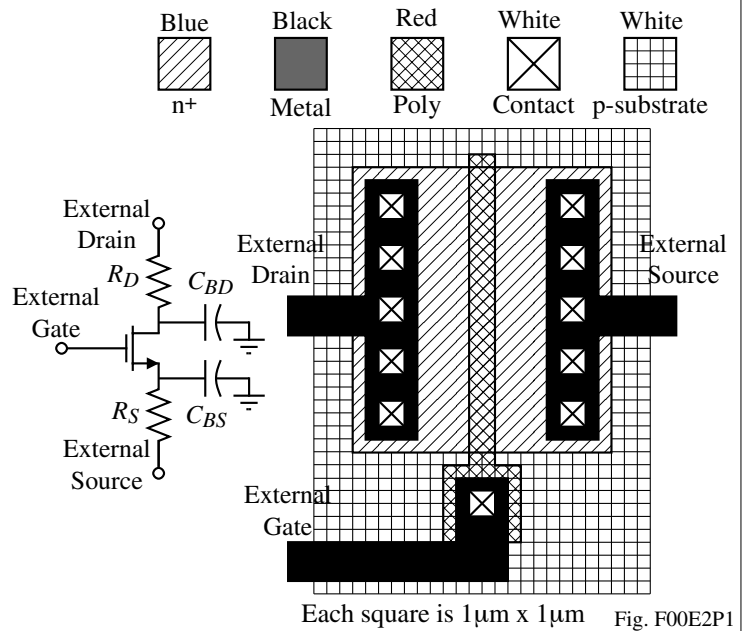 Blue
Black
Red
White
White
n+
Metal
Poly
Contact
p-substrate
External
Drain
R_D
C_BD
External
Gate
R_S
C_BS
External
Source
External
Drain
External
Source
External
Gate
Each square is 1μm x 1μm
Fig. F00E2P1